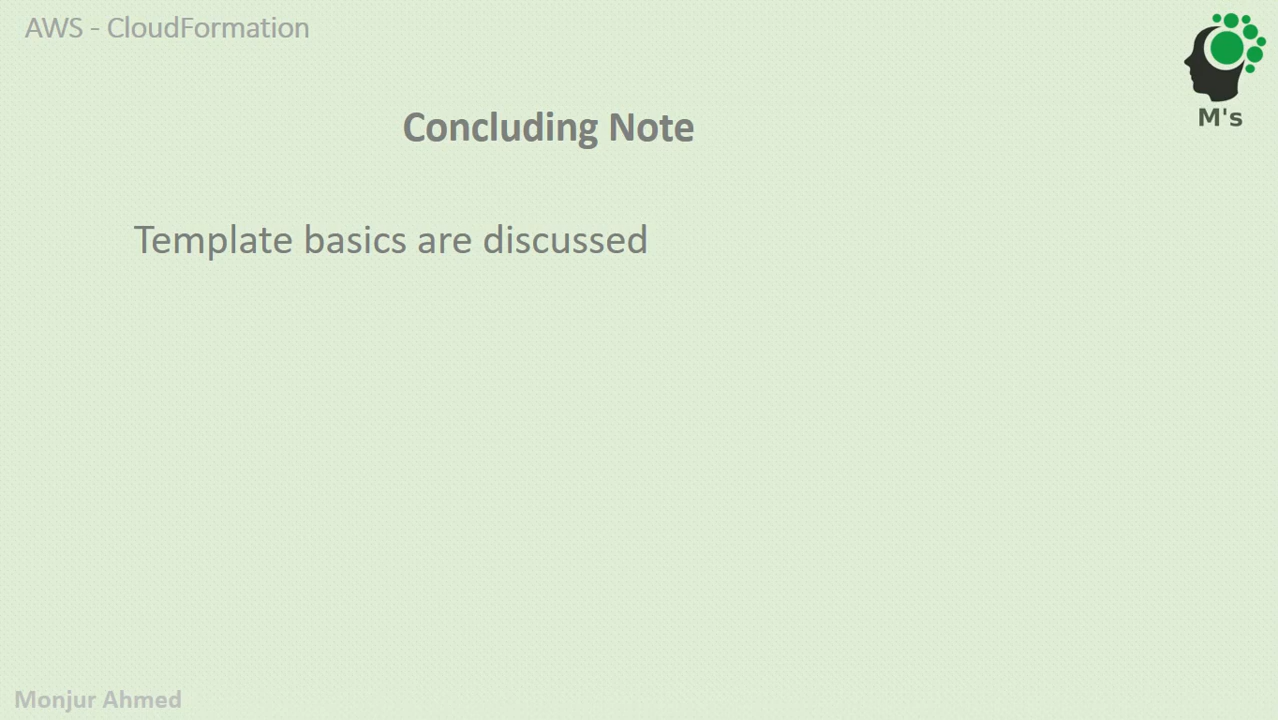 AWS - CloudFormation
M's
Concluding Note
Template basics are discussed
Monjur Ahmed